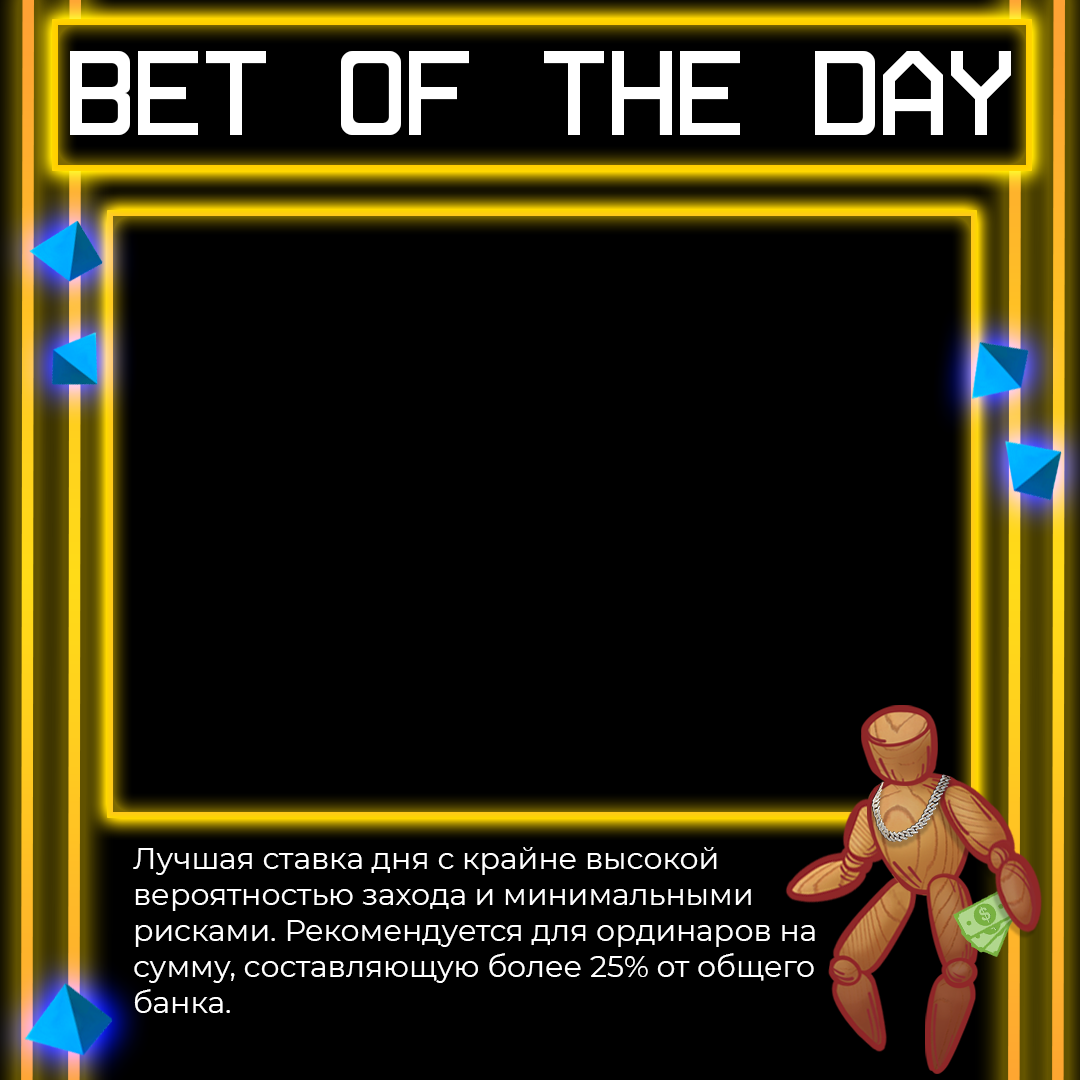 BET OF THE DAY
Лучшая ставка дня с крайне высокой
вероятностью захода и минимальными
рисками. Рекомендуется для ординаров на
сумму, составляющую более 25% от общего
банка.
$